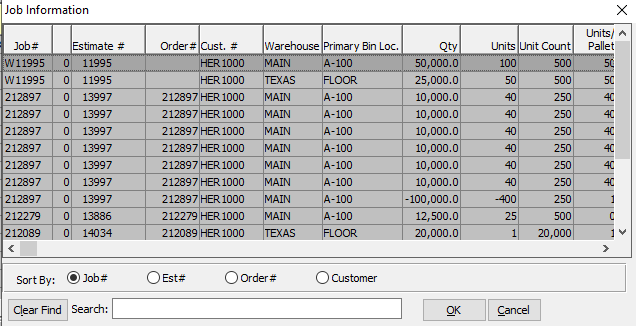 Job Information
Units/
Job# Estimate # Order# Cust. # Warehouse Primary Bin Loc. Qty Units Unit Count Pallet
W11995 0 11995 HER1000 MAIN A-100 50,000.0 100 500 50
W11995 0 11995 HER1000 TEXAS FLOOR 25,000.0 50 500 50
212897 0 13997 212897 HER1000 MAIN A-100 10,000.0 40 250 40
212897 0 13997 212897 HER1000 MAIN A-100 10,000.0 40 250 40
212897 0 13997 212897 HER1000 MAIN A-100 10,000.0 40 250 40
212897 0 13997 212897 HER1000 MAIN A-100 10,000.0 40 250 40
212897 0 13997 212897 HER1000 MAIN A-100 10,000.0 40 250 40
212897 0 13997 212897 HER1000 MAIN A-100 10,000.0 40 250 40
212897 0 13997 212897 HER1000 MAIN A-100 -100,000.0 -400 250 1
212279 0 13886 212279 HER1000 MAIN A-100 12,500.0 25 500 0
212089 0 14034 212089 HER1000 TEXAS FLOOR 20,000.0 1 20,000 1
Sort By: Job# Est# Order# Customer
Clear Find Search: OK Cancel